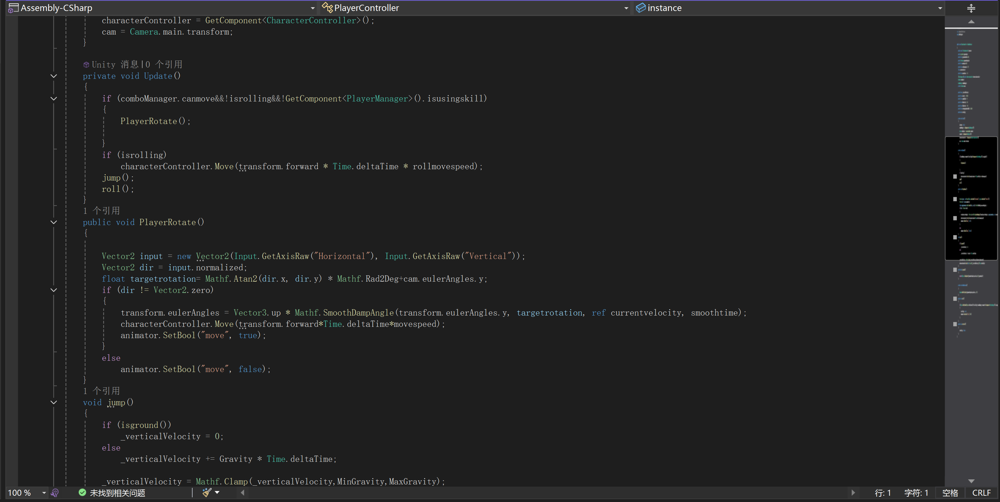 Assembly-CSharp
PlayerController
instance
characterController = GetComponent<CharacterController>();
cam = Camera.main.transform;
}
Unity 消息|0 个引用
private void Update()
{
if (comboManager.canmove&&!isrolling&&!GetComponent<PlayerManager>().isusingskill)
{
PlayerRotate();
}
if (isrolling)
characterController.Move(transform.forward * Time.deltaTime * rollmovespeed);
jump();
roll();
}
1 个引用
public void PlayerRotate()
{
Vector2 input = new Vector2(Input.GetAxisRaw("Horizontal"), Input.GetAxisRaw("Vertical"));
Vector2 dir = input.normalized;
float targetrotation= Mathf.Atan2(dir.x, dir.y) * Mathf.Rad2Deg+cam.eulerAngles.y;
if (dir != Vector2.zero)
{
transform.eulerAngles = Vector3.up * Mathf.SmoothDampAngle(transform.eulerAngles.y, targetrotation, ref currentvelocity, smoothtime);
characterController.Move(transform.forward*Time.deltaTime*movespeed);
animator.SetBool("move", true);
}
else
animator.SetBool("move", false);
}
1 个引用
void jump()
{
if (isground())
_verticalVelocity = 0;
else
_verticalVelocity += Gravity * Time.deltaTime;
_verticalVelocity = Mathf.Clamp(_verticalVelocity,MinGravity,MaxGravity);
100 %
未找到相关问题
行: 1
字符: 1
空格
CRLF